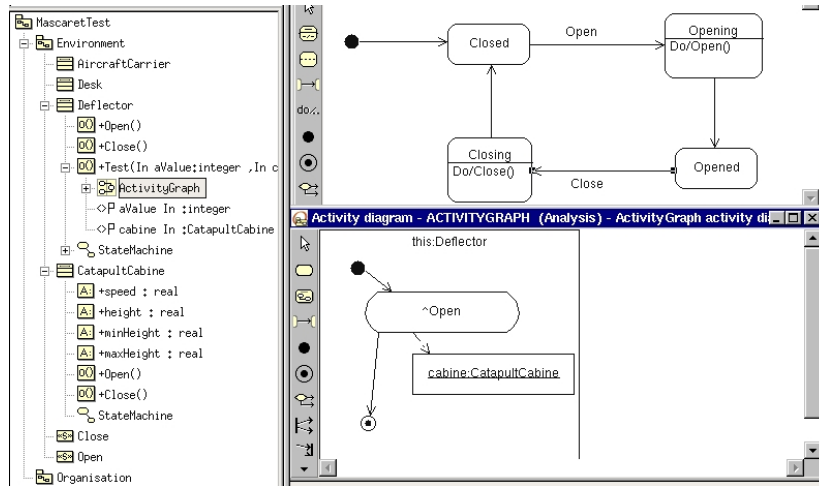 MascaretTest
Environment
AircraftCarrier
Desk
Deflector
O() +Open()
O() +Close()
O() +Test(In aValue:integer ,In c
ActivityGraph
<>P aValue In :integer
<>P cabine In :CatapultCabine
StateMachine
CatapultCabine
A: +speed : real
A: +height : real
A: +minHeight : real
A: +maxHeight : real
O() +Open()
O() +Close()
StateMachine
«S» Close
«S» Open
Organisation
do/.
Closed
Open
Opening
Do/Open()
Closing
Do/Close()
Close
Opened
Activity diagram - ACTIVITYGRAPH (Analysis) - ActivityGraph activity di
this:Deflector
^Open
cabine:CatapultCabine